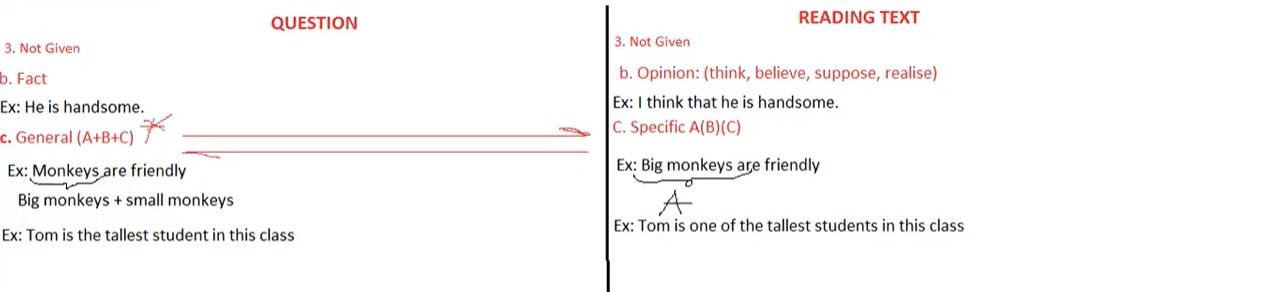 QUESTION
3. Not Given
b. Fact
Ex: He is handsome.
c. General (A+B+C)
Ex: Monkeys are friendly
Big monkeys + small monkeys
Ex: Tom is the tallest student in this class
READING TEXT
3. Not Given
b. Opinion: (think, believe, suppose, realise)
Ex: I think that he is handsome.
C. Specific A(B)(C)
Ex: Big monkeys are friendly
A
Ex: Tom is one of the tallest students in this class